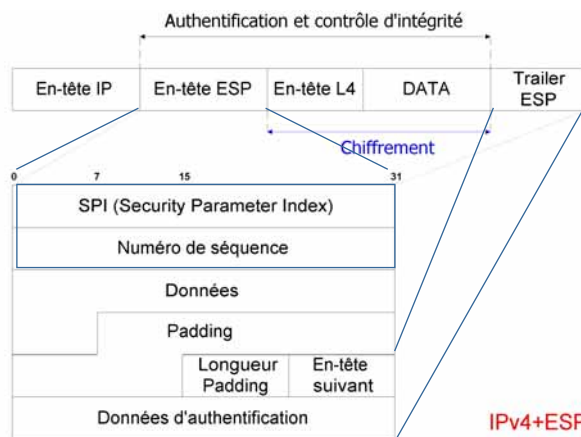 Authentification et contrôle d'intégrité
En-tête IP
En-tête ESP
En-tête L4
DATA
Trailer
ESP
Chiffrement
0 7 15 31
SPI (Security Parameter Index)
Numéro de séquence
Données
Padding
Longueur
Padding
En-tête
suivant
Données d'authentification
IPv4+ESP